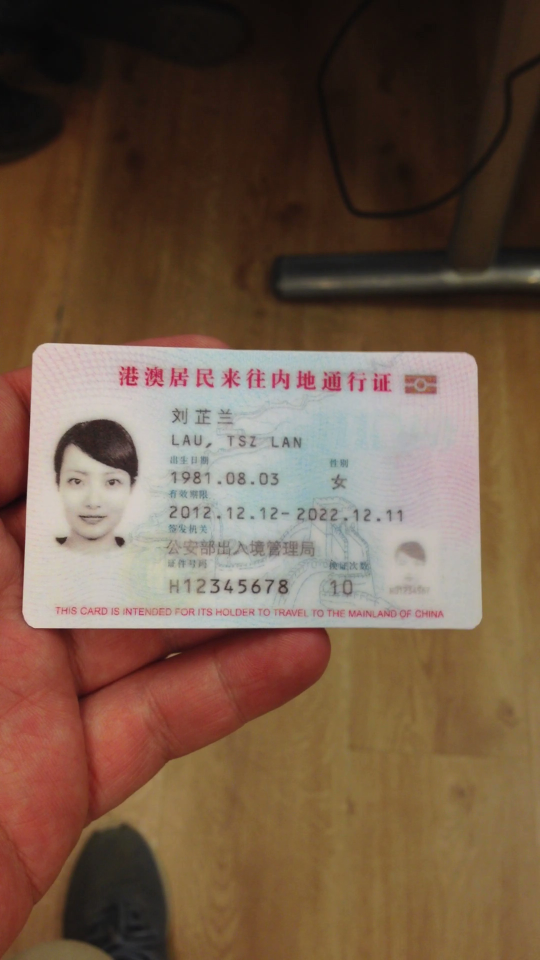 港澳居民来往内地通行证
刘芷兰
LAU, TSZ LAN
出生日期 性别
1981.08.03 女
有效期限
2012.12.12-2022.12.11
签发机关
公安部出入境管理局
证件号码 换证次数
H12345678 10
THIS CARD IS INTENDED FOR ITS HOLDER TO TRAVEL TO THE MAINLAND OF CHINA